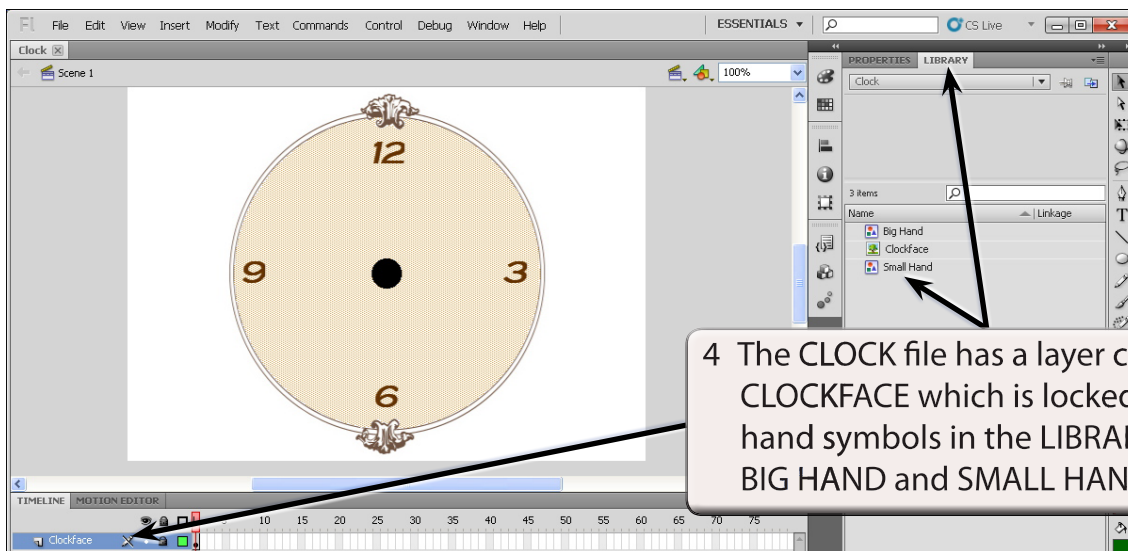 Fl File Edit View Insert Modify Text Commands Control Debug Window Help ESSENTIALS CS Live
Clock
Scene 1 100%
PROPERTIES LIBRARY
Clock
3 items
Name Linkage
Big Hand
Clockface
Small Hand
12
9 3
6
4 The CLOCK file has a layer c
CLOCKFACE which is locked
hand symbols in the LIBRA
BIG HAND and SMALL HAN
TIMELINE MOTION EDITOR
10 15 20 25 30 35 40 45 50 55 60 65 70 75
Clockface